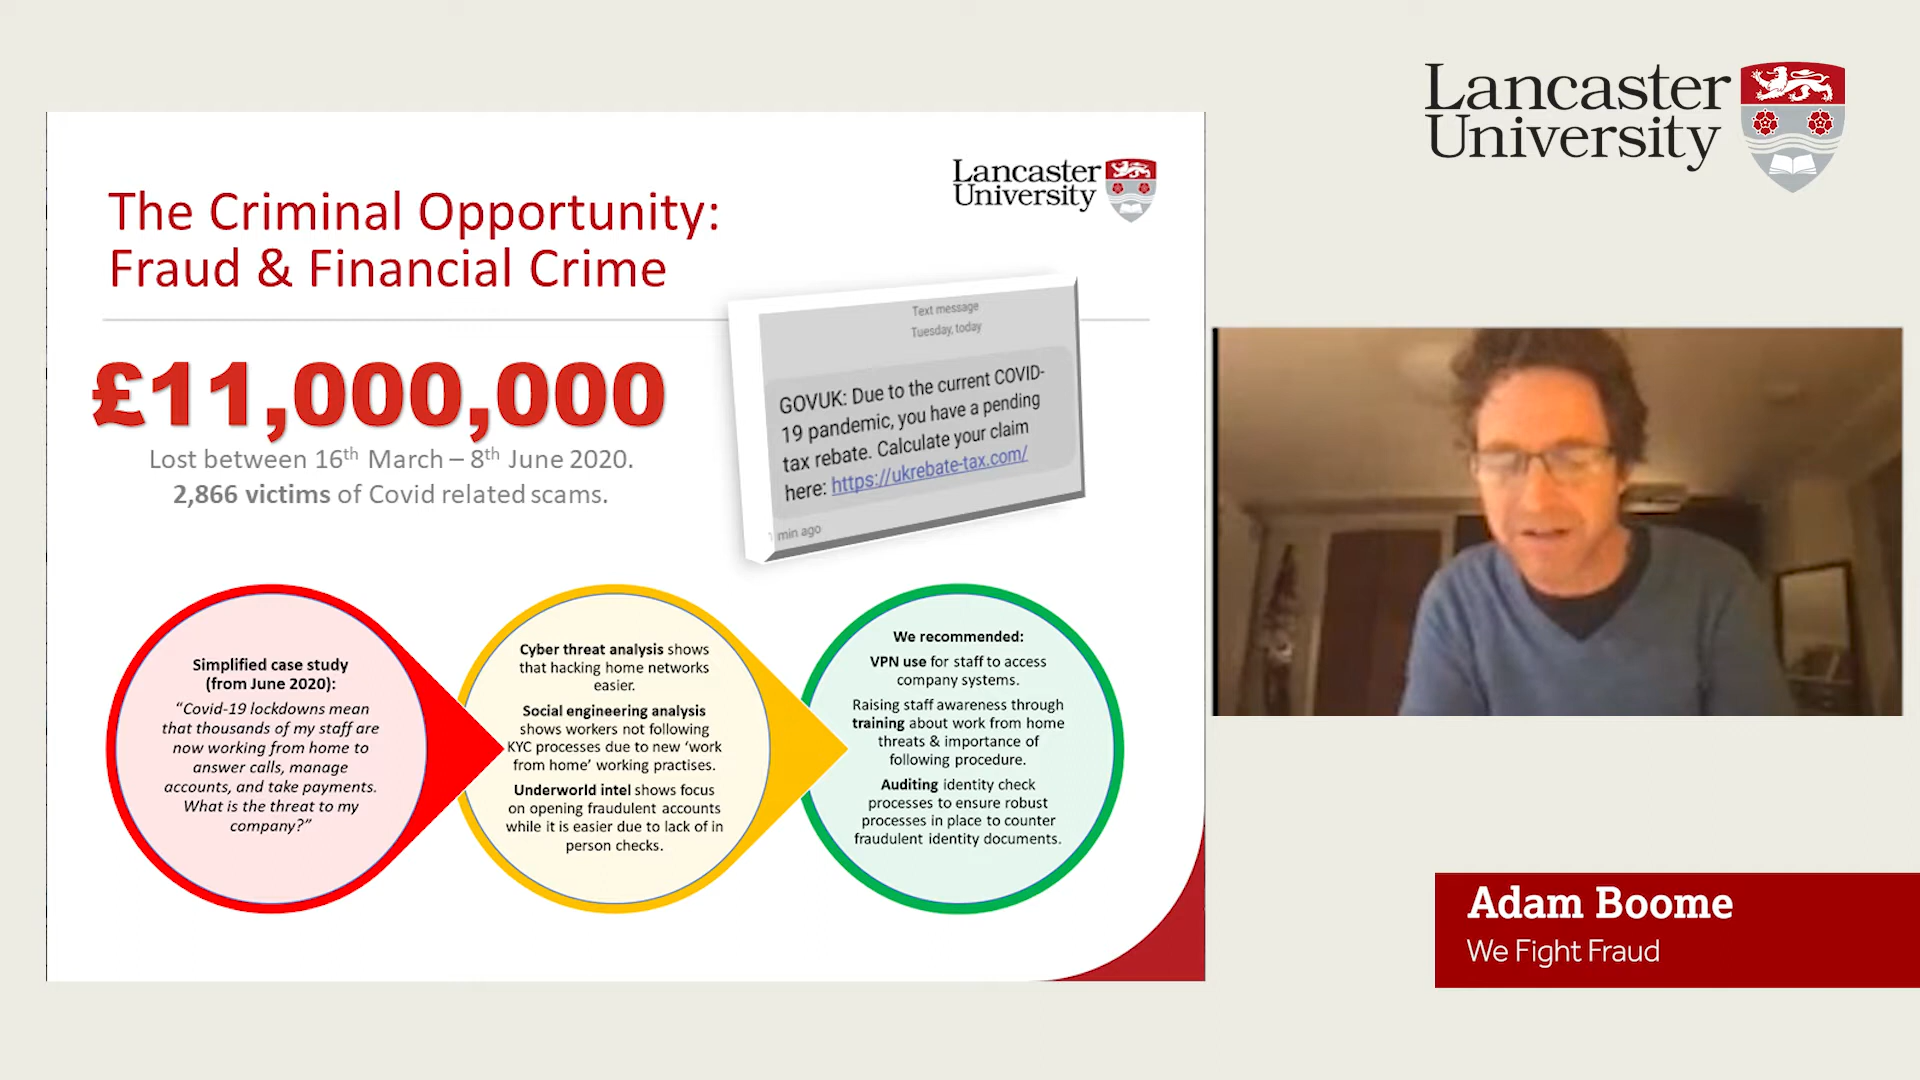 Lancaster
University
Lancaster
University
The Criminal Opportunity:
Fraud & Financial Crime
£11,000,000
Lost between 16th March – 8th June 2020.
2,866 victims of Covid related scams.
Text message
Tuesday, today
GOVUK: Due to the current COVID-
19 pandemic, you have a pending
tax rebate. Calculate your claim
here: https://ukrebate-tax.com/
1 min ago
Simplified case study
(from June 2020):
“Covid-19 lockdowns mean
that thousands of my staff are
now working from home to
answer calls, manage
accounts, and take payments.
What is the threat to my
company?”
Cyber threat analysis shows
that hacking home networks
easier.
Social engineering analysis
shows workers not following
KYC processes due to new ‘work
from home’ working practises.
Underworld intel shows focus
on opening fraudulent accounts
while it is easier due to lack of in
person checks.
We recommended:
VPN use for staff to access
company systems.
Raising staff awareness through
training about work from home
threats & importance of
following procedure.
Auditing identity check
processes to ensure robust
processes in place to counter
fraudulent identity documents.
Adam Boome
We Fight Fraud